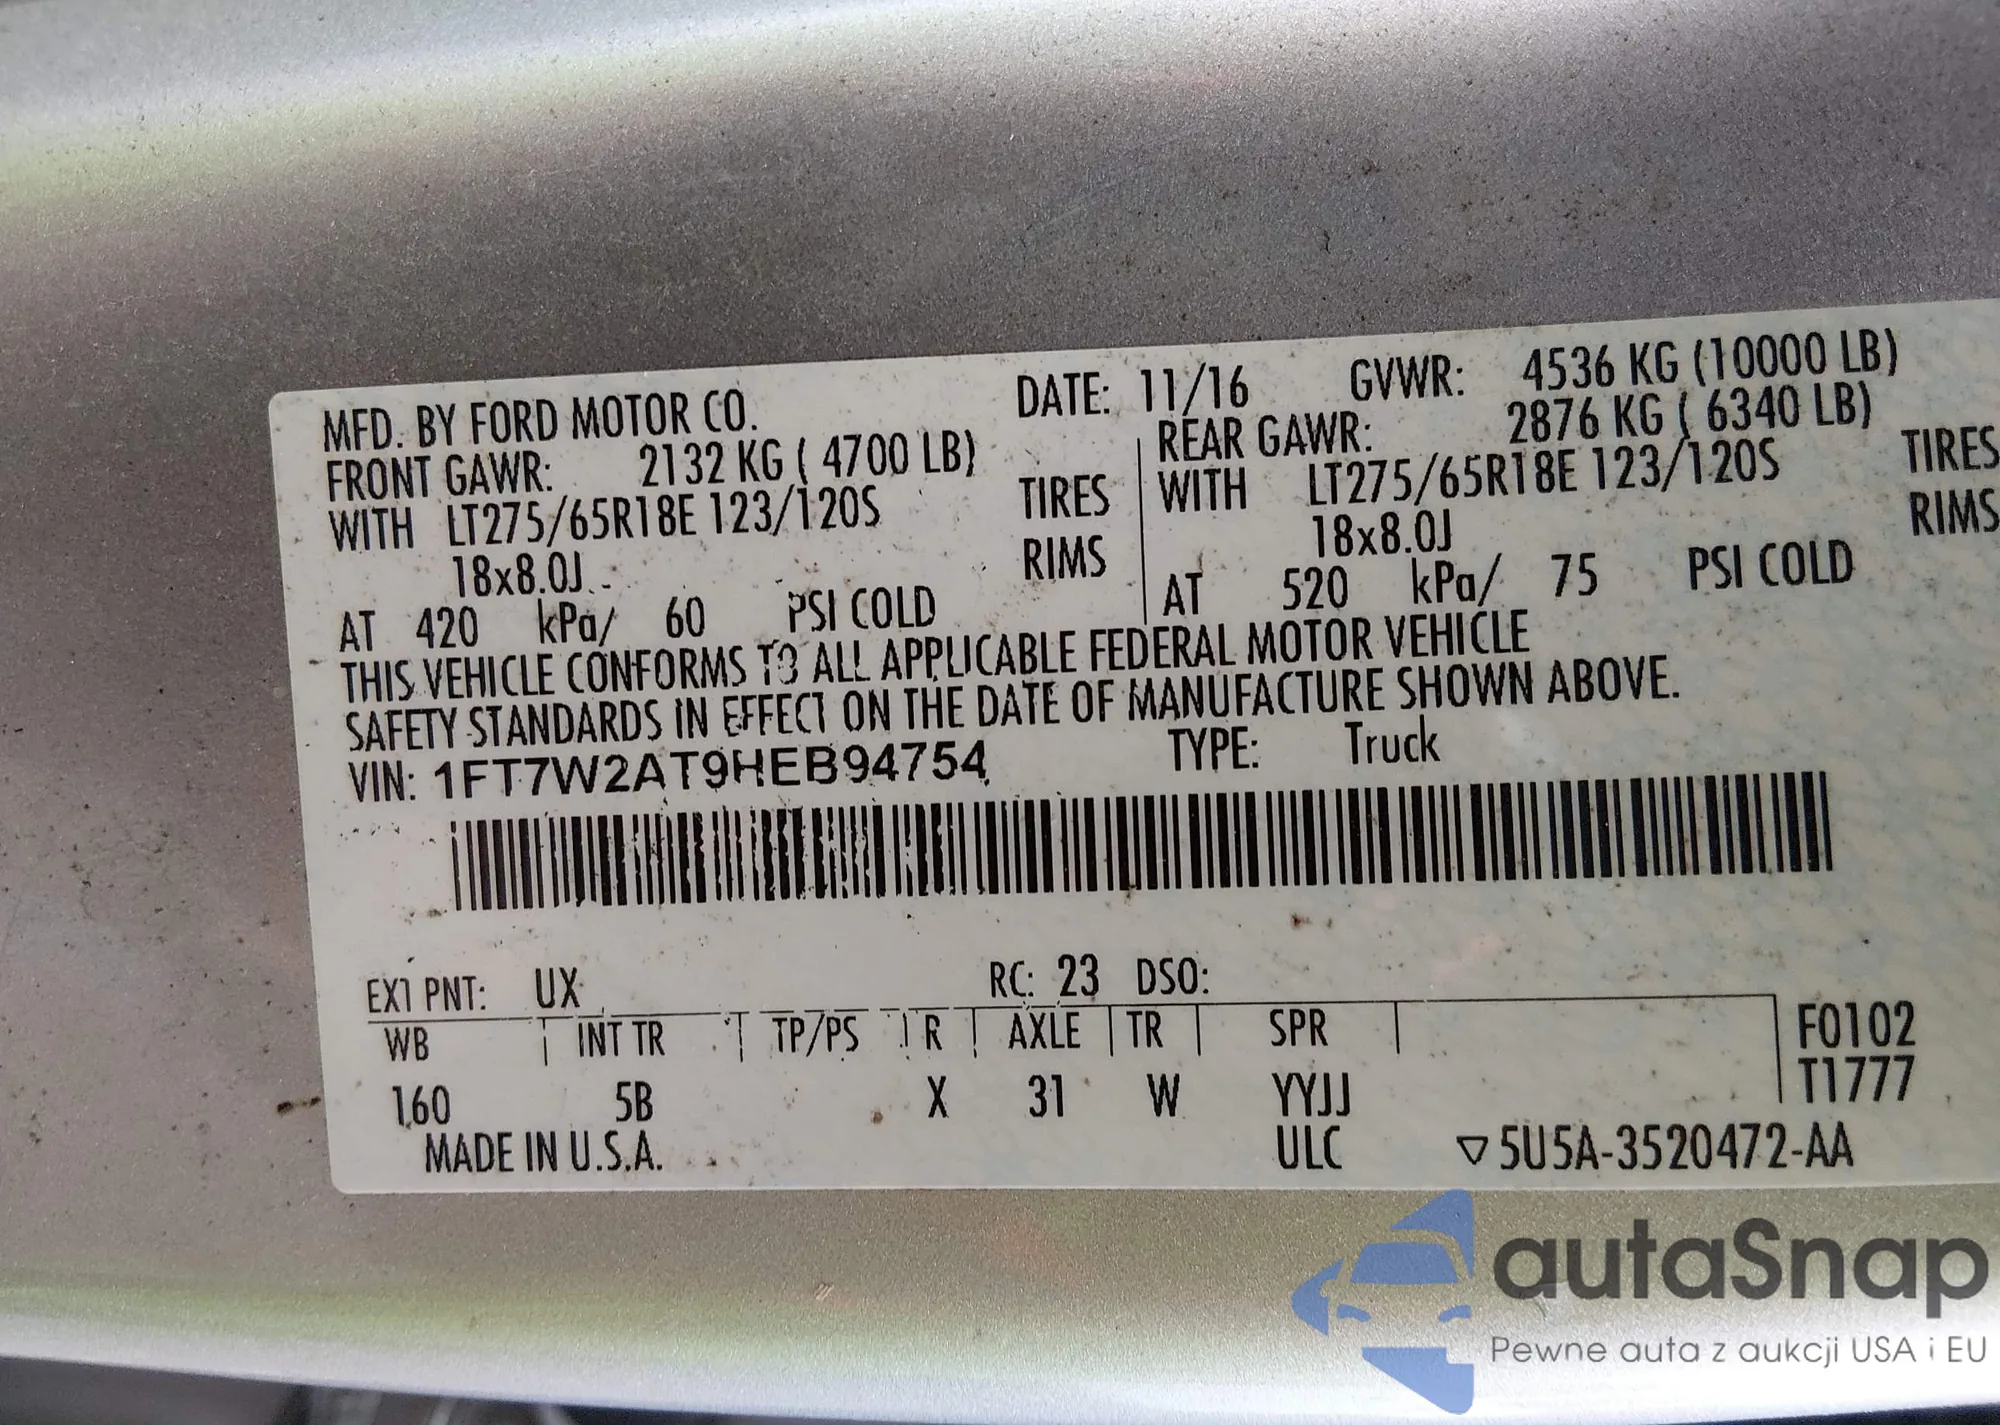 MFD. BY FORD MOTOR CO. DATE: 11/16 GVWR: 4536 KG (10000 LB)
FRONT GAWR: 2132 KG ( 4700 LB) REAR GAWR: 2876 KG ( 6340 LB)
WITH LT275/65R18E 123/120S TIRES WITH LT275/65R18E 123/120S TIRES
18x8.0J RIMS 18x8.0J RIMS
AT 420 kPa/ 60 PSI COLD AT 520 kPa/ 75 PSI COLD
THIS VEHICLE CONFORMS TO ALL APPLICABLE FEDERAL MOTOR VEHICLE
SAFETY STANDARDS IN EFFECT ON THE DATE OF MANUFACTURE SHOWN ABOVE.
VIN: 1FT7W2AT9HEB94754 TYPE: Truck
EXT PNT: UX RC: 23 DSO:
WB INT TR TP/PS R AXLE TR SPR F0102
160 5B X 31 W YYJJ T1777
MADE IN U.S.A. ULC ▽5U5A-3520472-AA
autaSnap
Pewne auta z aukcji USA i EU